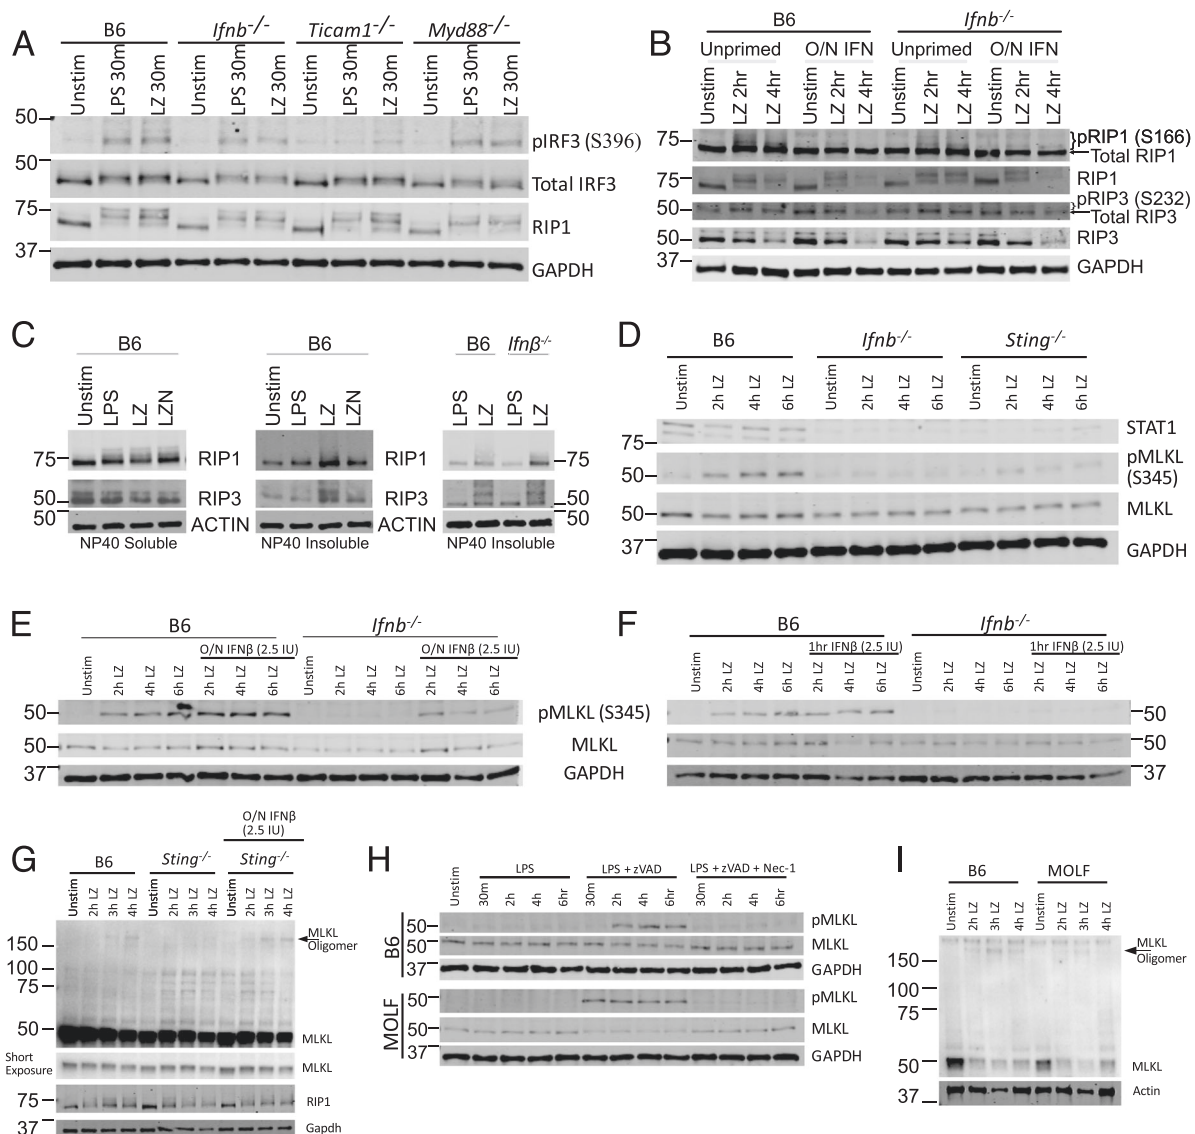 A
B6 Ifnb-/- Ticam1-/- Myd88-/-
Unstim LPS 30m LZ 30m Unstim LPS 30m LZ 30m Unstim LPS 30m LZ 30m Unstim LPS 30m LZ 30m
50
pIRF3 (S396)
50
Total IRF3
75
RIP1
37
GAPDH
B
B6 Ifnb-/-
Unprimed O/N IFN Unprimed O/N IFN
Unstim LZ 2hr LZ 4hr Unstim LZ 2hr LZ 4hr Unstim LZ 2hr LZ 4hr Unstim LZ 2hr LZ 4hr
75
}pRIP1 (S166)
Total RIP1
75
RIP1
}pRIP3 (S232)
50
Total RIP3
50
RIP3
37
GAPDH
C
B6 B6 B6 Ifnβ-/-
Unstim LPS LZ LZN Unstim LPS LZ LZN LPS LZ LPS LZ
75 RIP1 RIP1 75
50 RIP3 RIP3 50
50 ACTIN ACTIN 50
NP40 Soluble NP40 Insoluble NP40 Insoluble
D
B6 Ifnb-/- Sting-/-
Unstim 2h LZ 4h LZ 6h LZ Unstim 2h LZ 4h LZ 6h LZ Unstim 2h LZ 4h LZ 6h LZ
STAT1
75
pMLKL
50
(S345)
50
MLKL
37
GAPDH
E
B6 Ifnb-/-
O/N IFNβ (2.5 IU) O/N IFNβ (2.5 IU)
Unstim 2h LZ 4h LZ 6h LZ 2h LZ 4h LZ 6h LZ Unstim 2h LZ 4h LZ 6h LZ 2h LZ 4h LZ 6h LZ
50 pMLKL (S345)
50 MLKL
37 GAPDH
F
B6 Ifnb-/-
1hr IFNβ (2.5 IU) 1hr IFNβ (2.5 IU)
Unstim 2h LZ 4h LZ 6h LZ 2h LZ 4h LZ 6h LZ Unstim 2h LZ 4h LZ 6h LZ 2h LZ 4h LZ 6h LZ
50
50
37
G
O/N IFNβ
(2.5 IU)
B6 Sting-/- Sting-/-
Unstim 2h LZ 3h LZ 4h LZ Unstim 2h LZ 3h LZ 4h LZ Unstim 2h LZ 3h LZ 4h LZ
150
MLKL
Oligomer
100
75
50
MLKL
Short
Exposure
MLKL
75
RIP1
37
Gapdh
H
LPS LPS + zVAD LPS + zVAD + Nec-1
Unstim 30m 2h 4h 6hr 30m 2h 4h 6hr 30m 2h 4h 6hr
B6
50 pMLKL
50 MLKL
37 GAPDH
MOLF
50 pMLKL
50 MLKL
37 GAPDH
I
B6 MOLF
Unstim 2h LZ 3h LZ 4h LZ Unstim 2h LZ 3h LZ 4h LZ
MLKL
Oligomer
150
100
75
50
MLKL
37
Actin